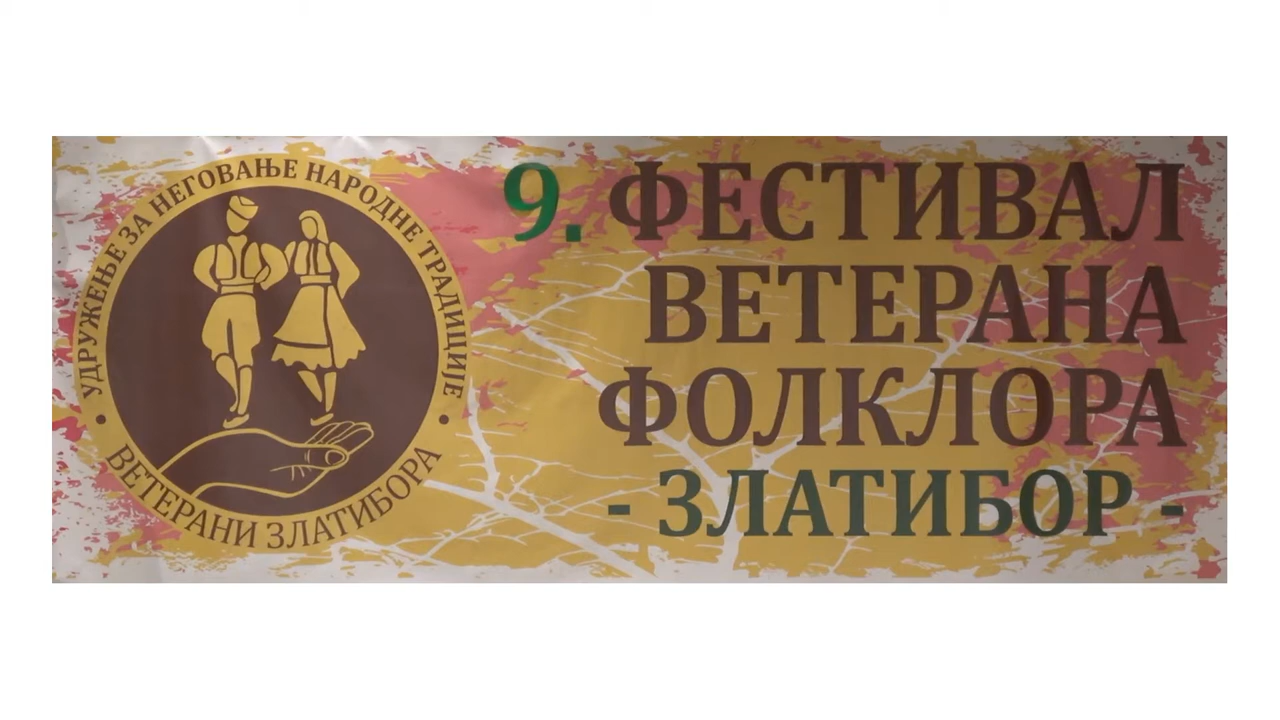 УДРУЖЕЊЕ ЗА НЕГОВАЊЕ НАРОДНЕ ТРАДИЦИЈЕ
• ВЕТЕРАНИ ЗЛАТИБОРА •
9. ФЕСТИВАЛ
ВЕТЕРАНА
ФОЛКЛОРА
- ЗЛАТИБОР -